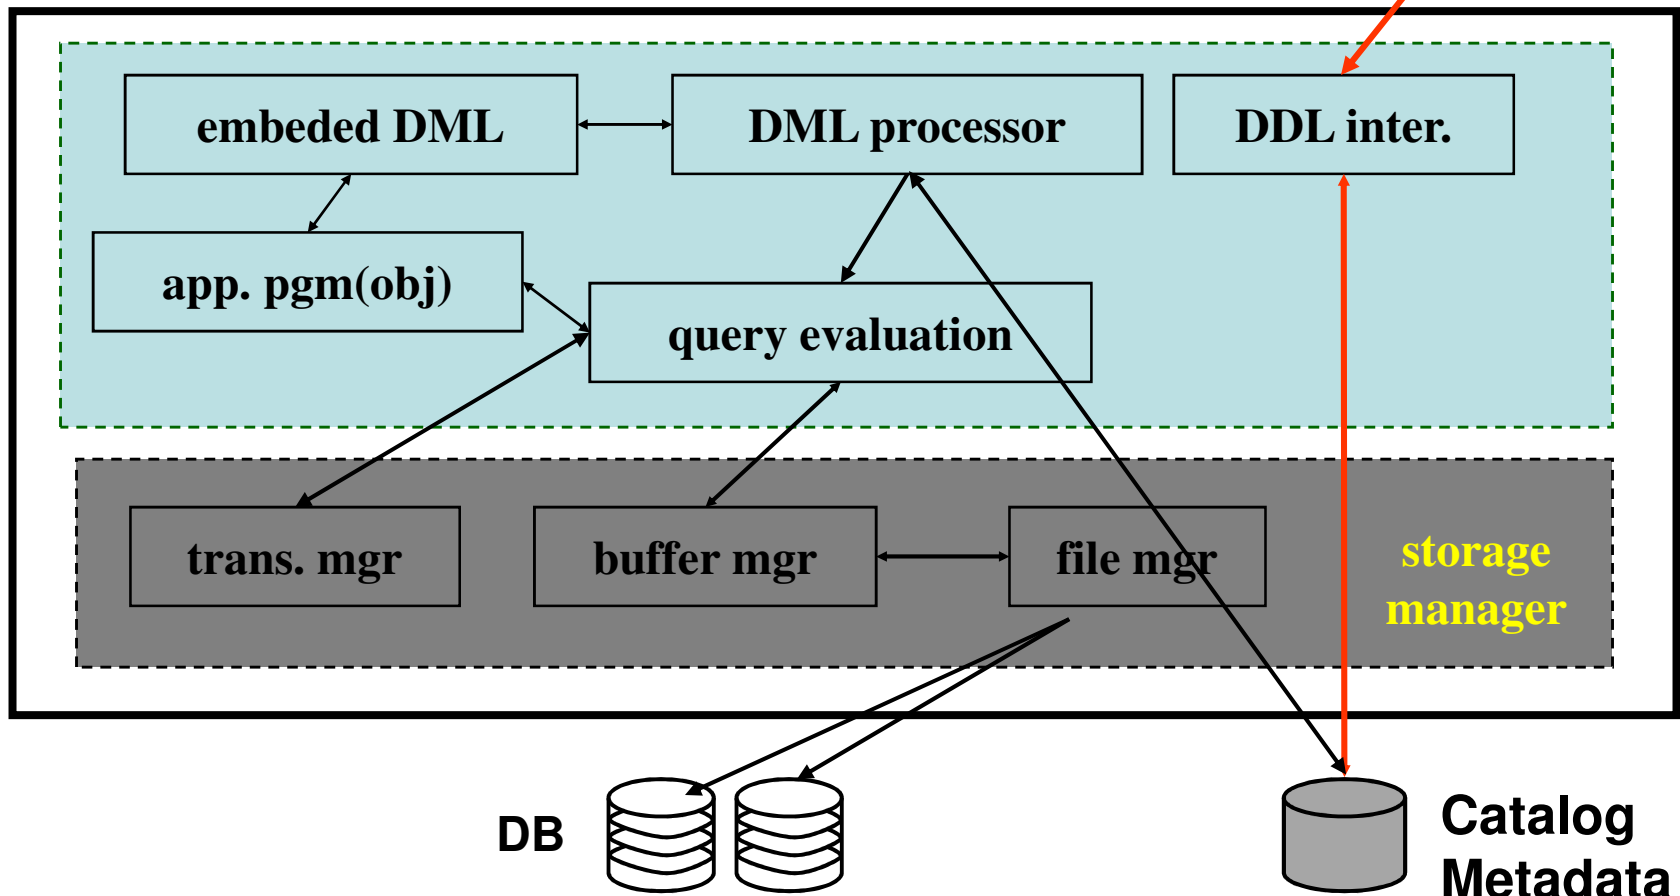 embeded DML
DML processor
DDL inter.
app. pgm(obj)
query evaluation
trans. mgr
buffer mgr
file mgr
storage
manager
DB
Catalog
Metadata